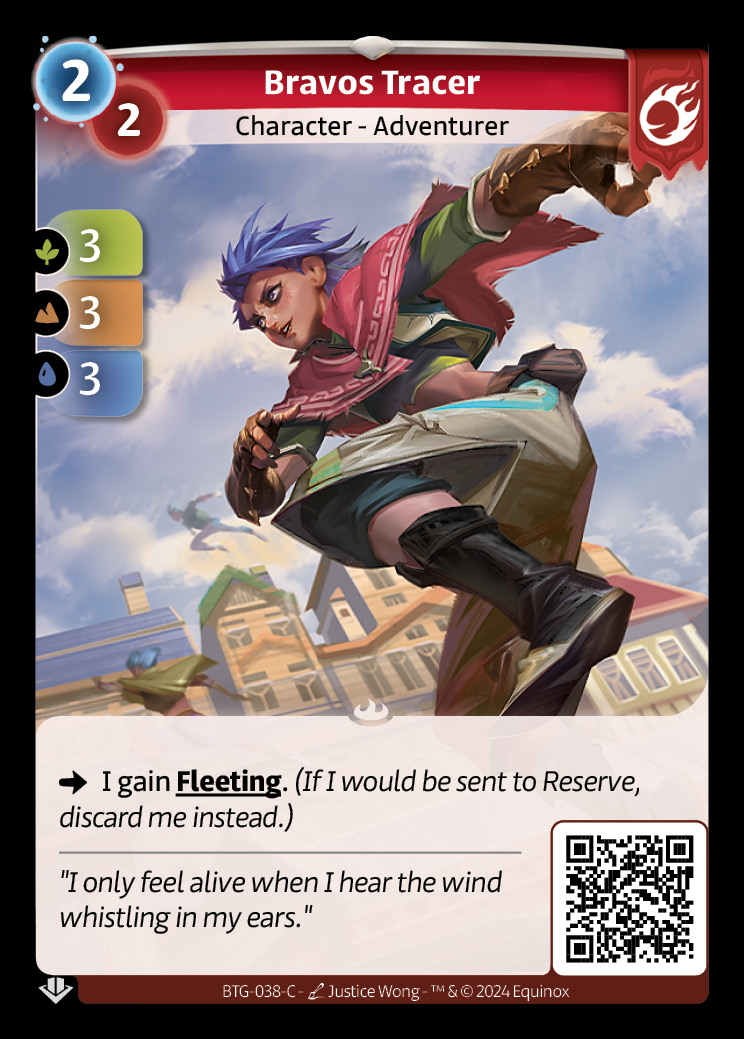 2
Bravos Tracer
2
Character - Adventurer
3
3
3
I gain Fleeting. (If I would be sent to Reserve,
discard me instead.)
"I only feel alive when I hear the wind
whistling in my ears."
BTG-038-C - Justice Wong - ™ & © 2024 Equinox